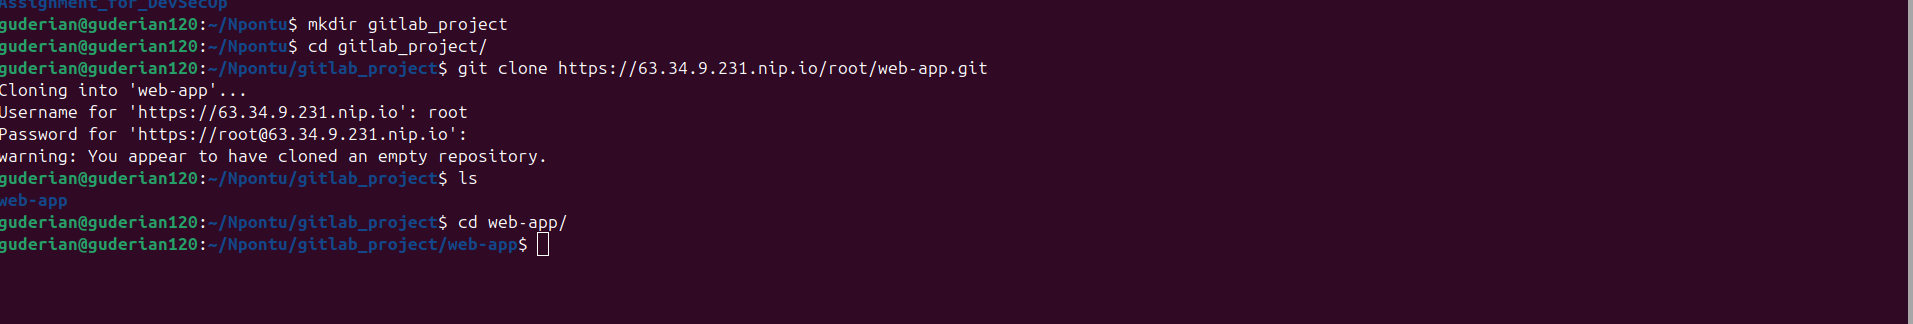 Assignment_for_DevSecOp
guderian@guderian120:~/Npontu$ mkdir gitlab_project
guderian@guderian120:~/Npontu$ cd gitlab_project/
guderian@guderian120:~/Npontu/gitlab_project$ git clone https://63.34.9.231.nip.io/root/web-app.git
Cloning into 'web-app'...
Username for 'https://63.34.9.231.nip.io': root
Password for 'https://root@63.34.9.231.nip.io':
warning: You appear to have cloned an empty repository.
guderian@guderian120:~/Npontu/gitlab_project$ ls
web-app
guderian@guderian120:~/Npontu/gitlab_project$ cd web-app/
guderian@guderian120:~/Npontu/gitlab_project/web-app$